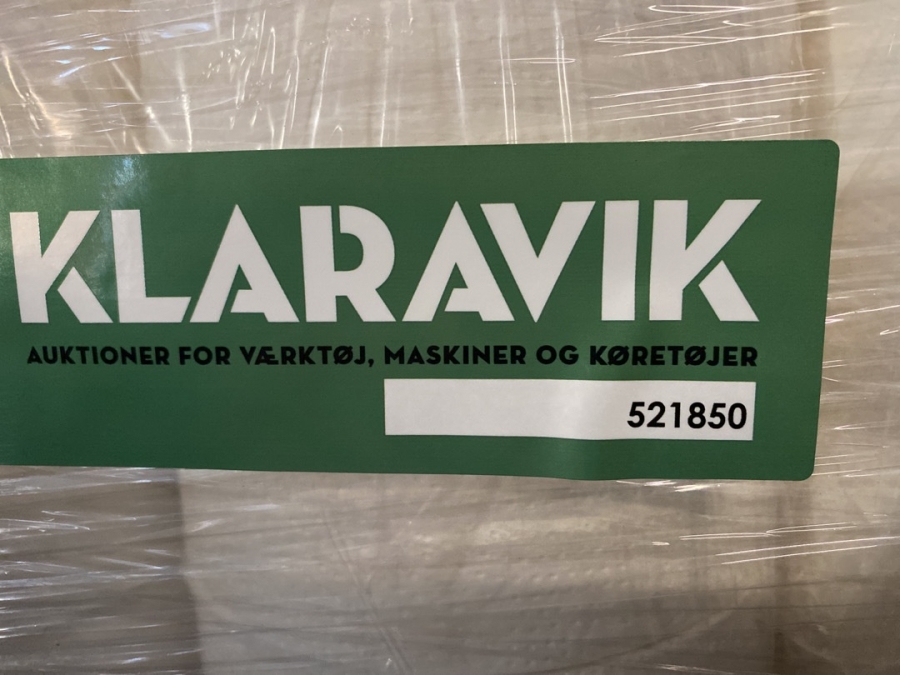 KLARAVIK
AUKTIONER FOR VÆRKTØJ, MASKINER OG KØRETØJER
521850